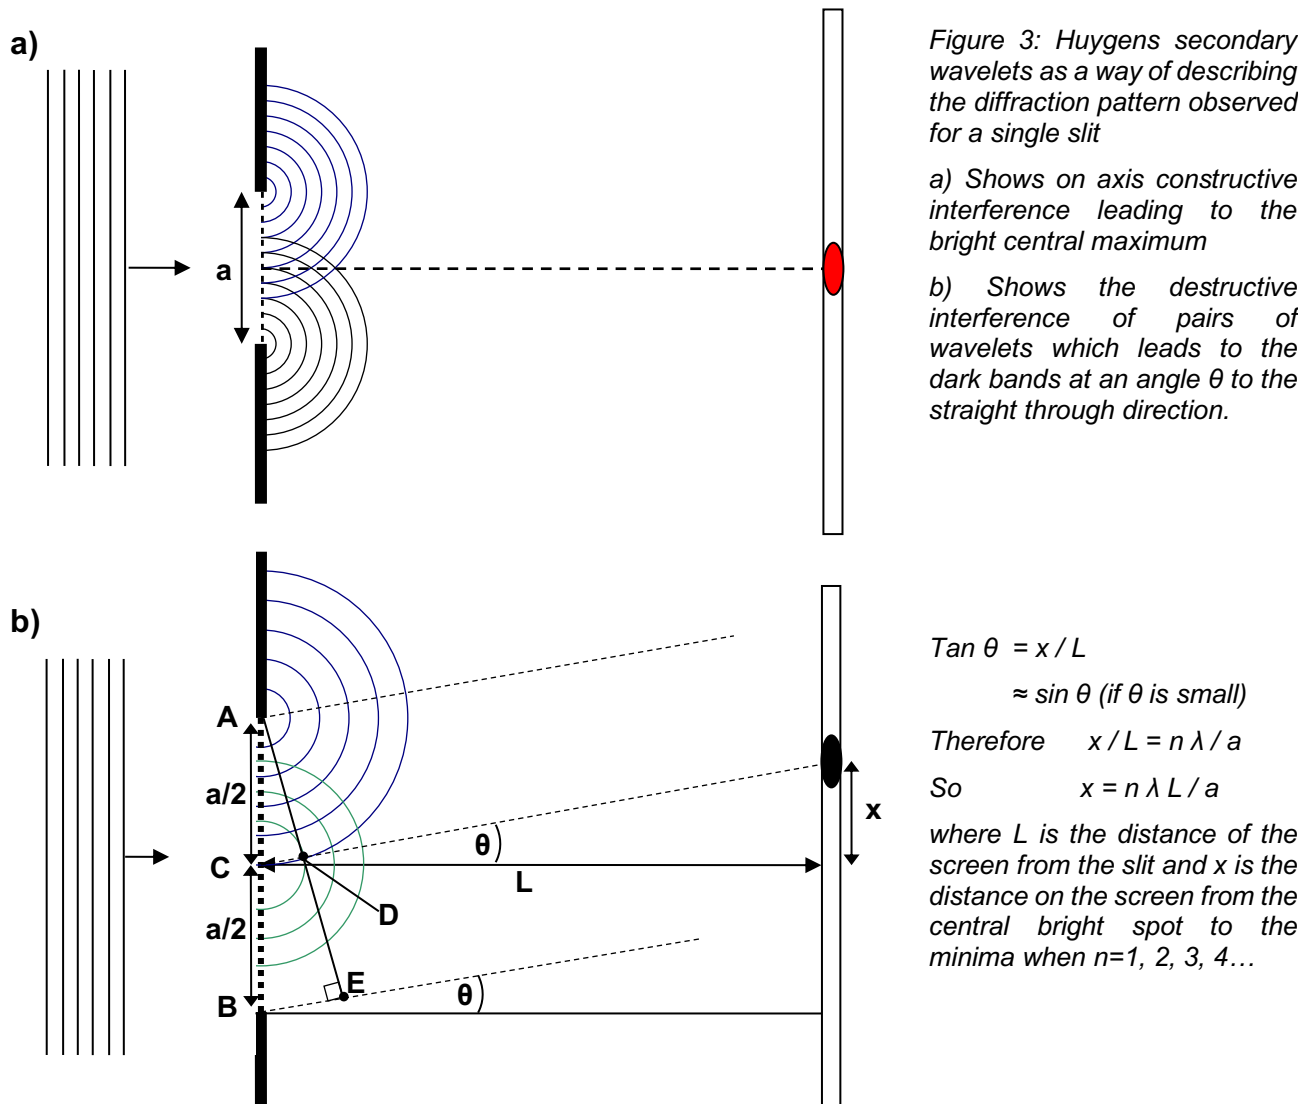 a)
Figure 3: Huygens secondary
wavelets as a way of describing
the diffraction pattern observed
for a single slit
a) Shows on axis constructive
interference leading to the
bright central maximum
b) Shows the destructive
interference of pairs of
wavelets which leads to the
dark bands at an angle θ to the
straight through direction.
a
b)
A
a/2
C
a/2
B
D
E
θ
θ
L
x
Tan θ = x / L
≈ sin θ (if θ is small)
Therefore x / L = n λ / a
So x = n λ L / a
where L is the distance of the
screen from the slit and x is the
distance on the screen from the
central bright spot to the
minima when n=1, 2, 3, 4…